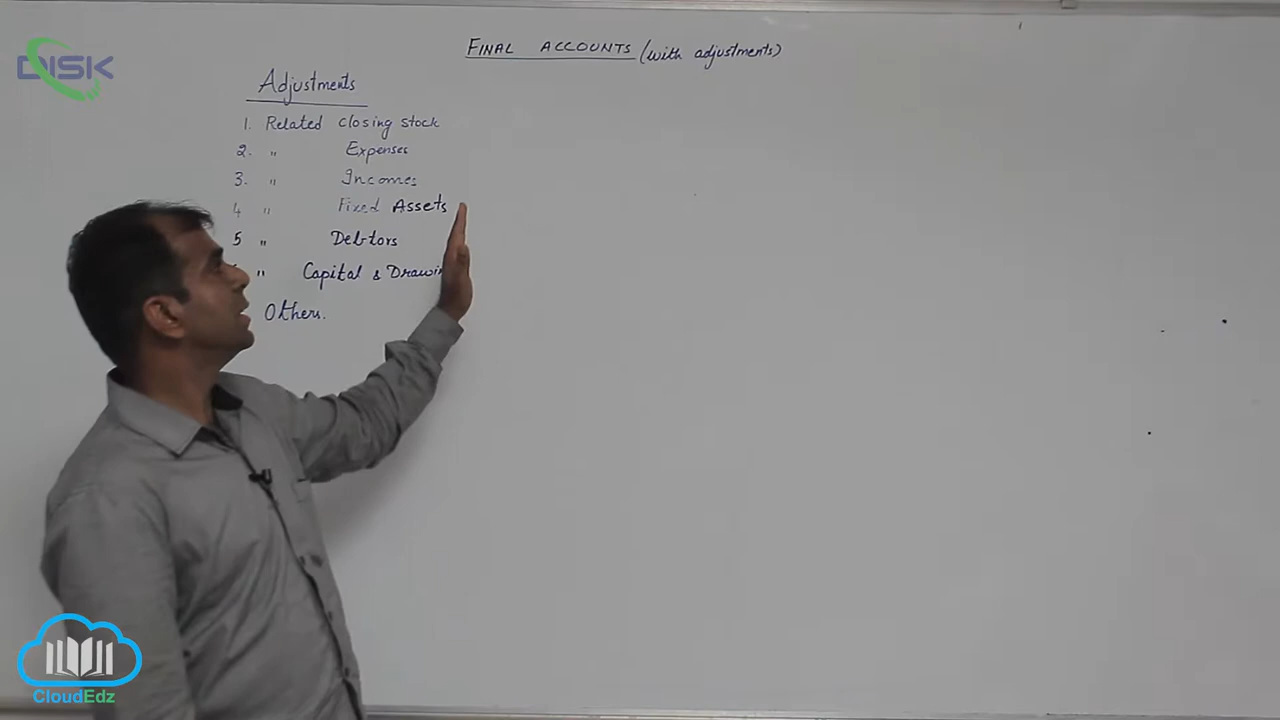 FINAL ACCOUNTS (with adjustments)
DISK
Adjustments
1. Related closing stock
2. " Expenses
3. " Incomes
4 " Fixed Assets
5 " Debtors
" Capital & Drawin
Others.
CloudEdz